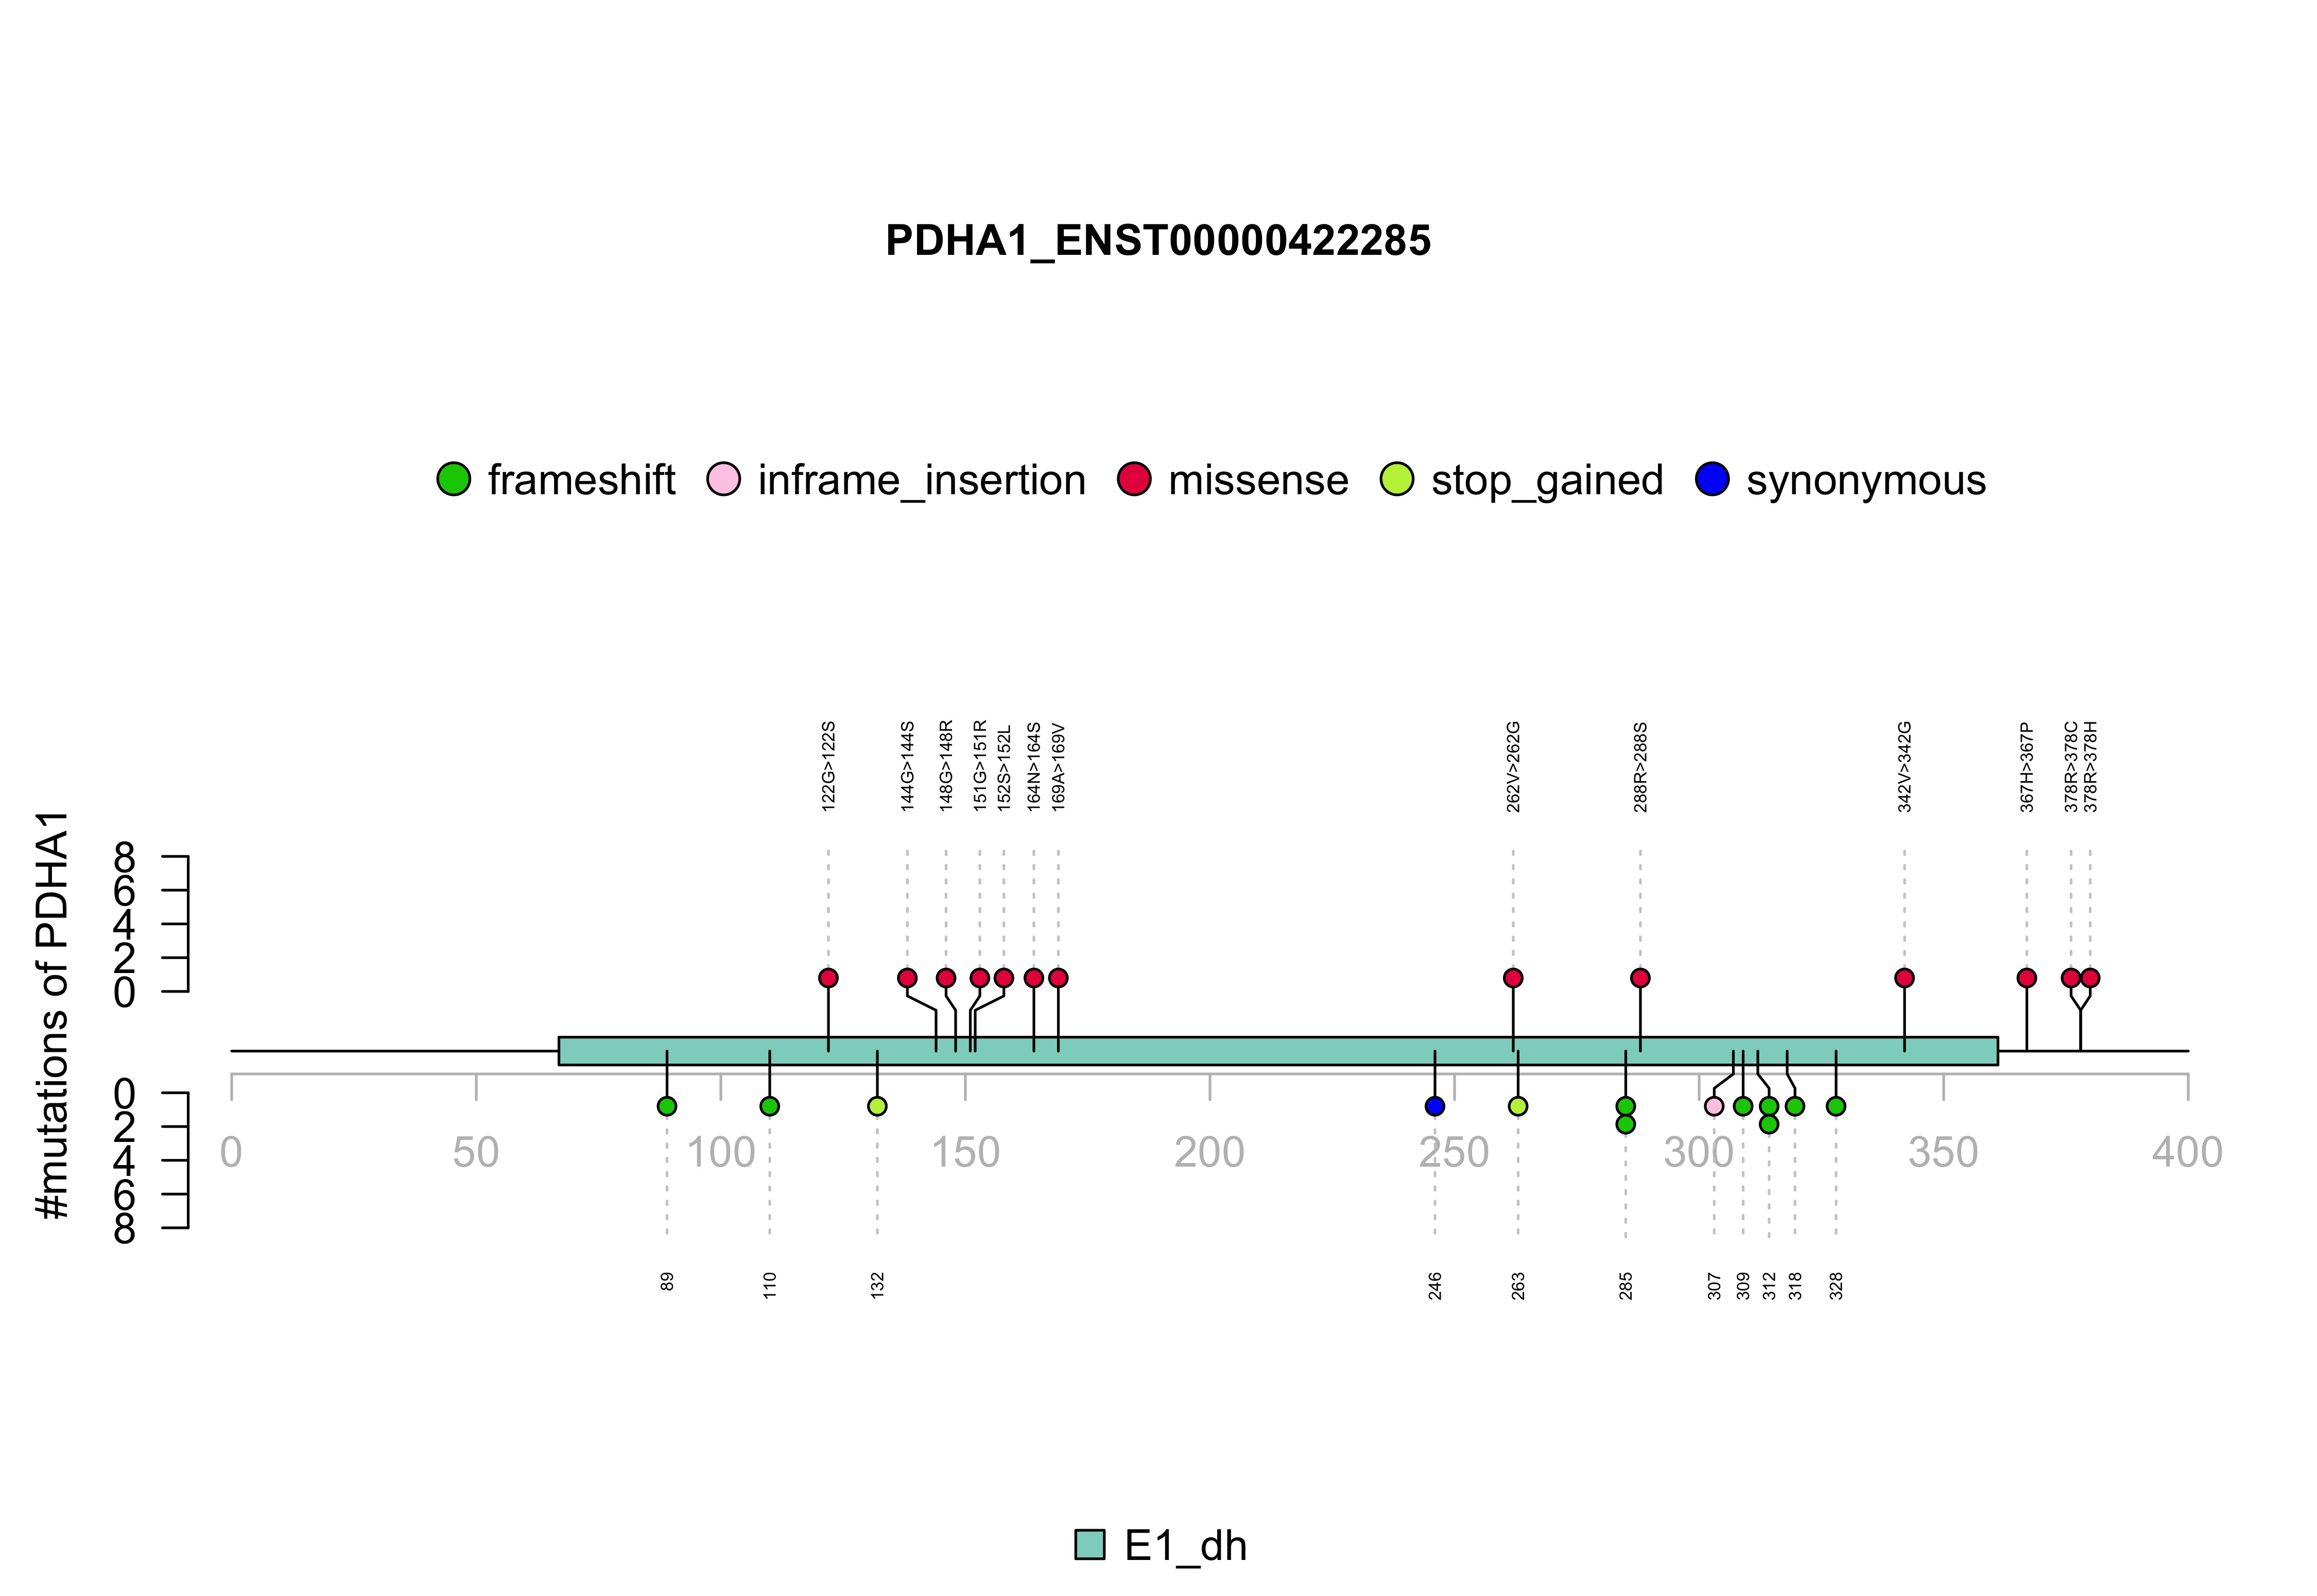 PDHA1_ENST00000422285
frameshift inframe_insertion missense stop_gained synonymous
122G>122S 144G>144S 148G>148R 151G>151R 152S>152L 164N>164S 169A>169V 262V>262G 288R>288S 342V>342G 367H>367P 378R>378C 378R>378H
#mutations of PDHA1
8
6
4
2
0
0
2
4
6
8
0 50 100 150 200 250 300 350 400
89 110 132 246 263 285 307 309 312 318 328
E1_dh